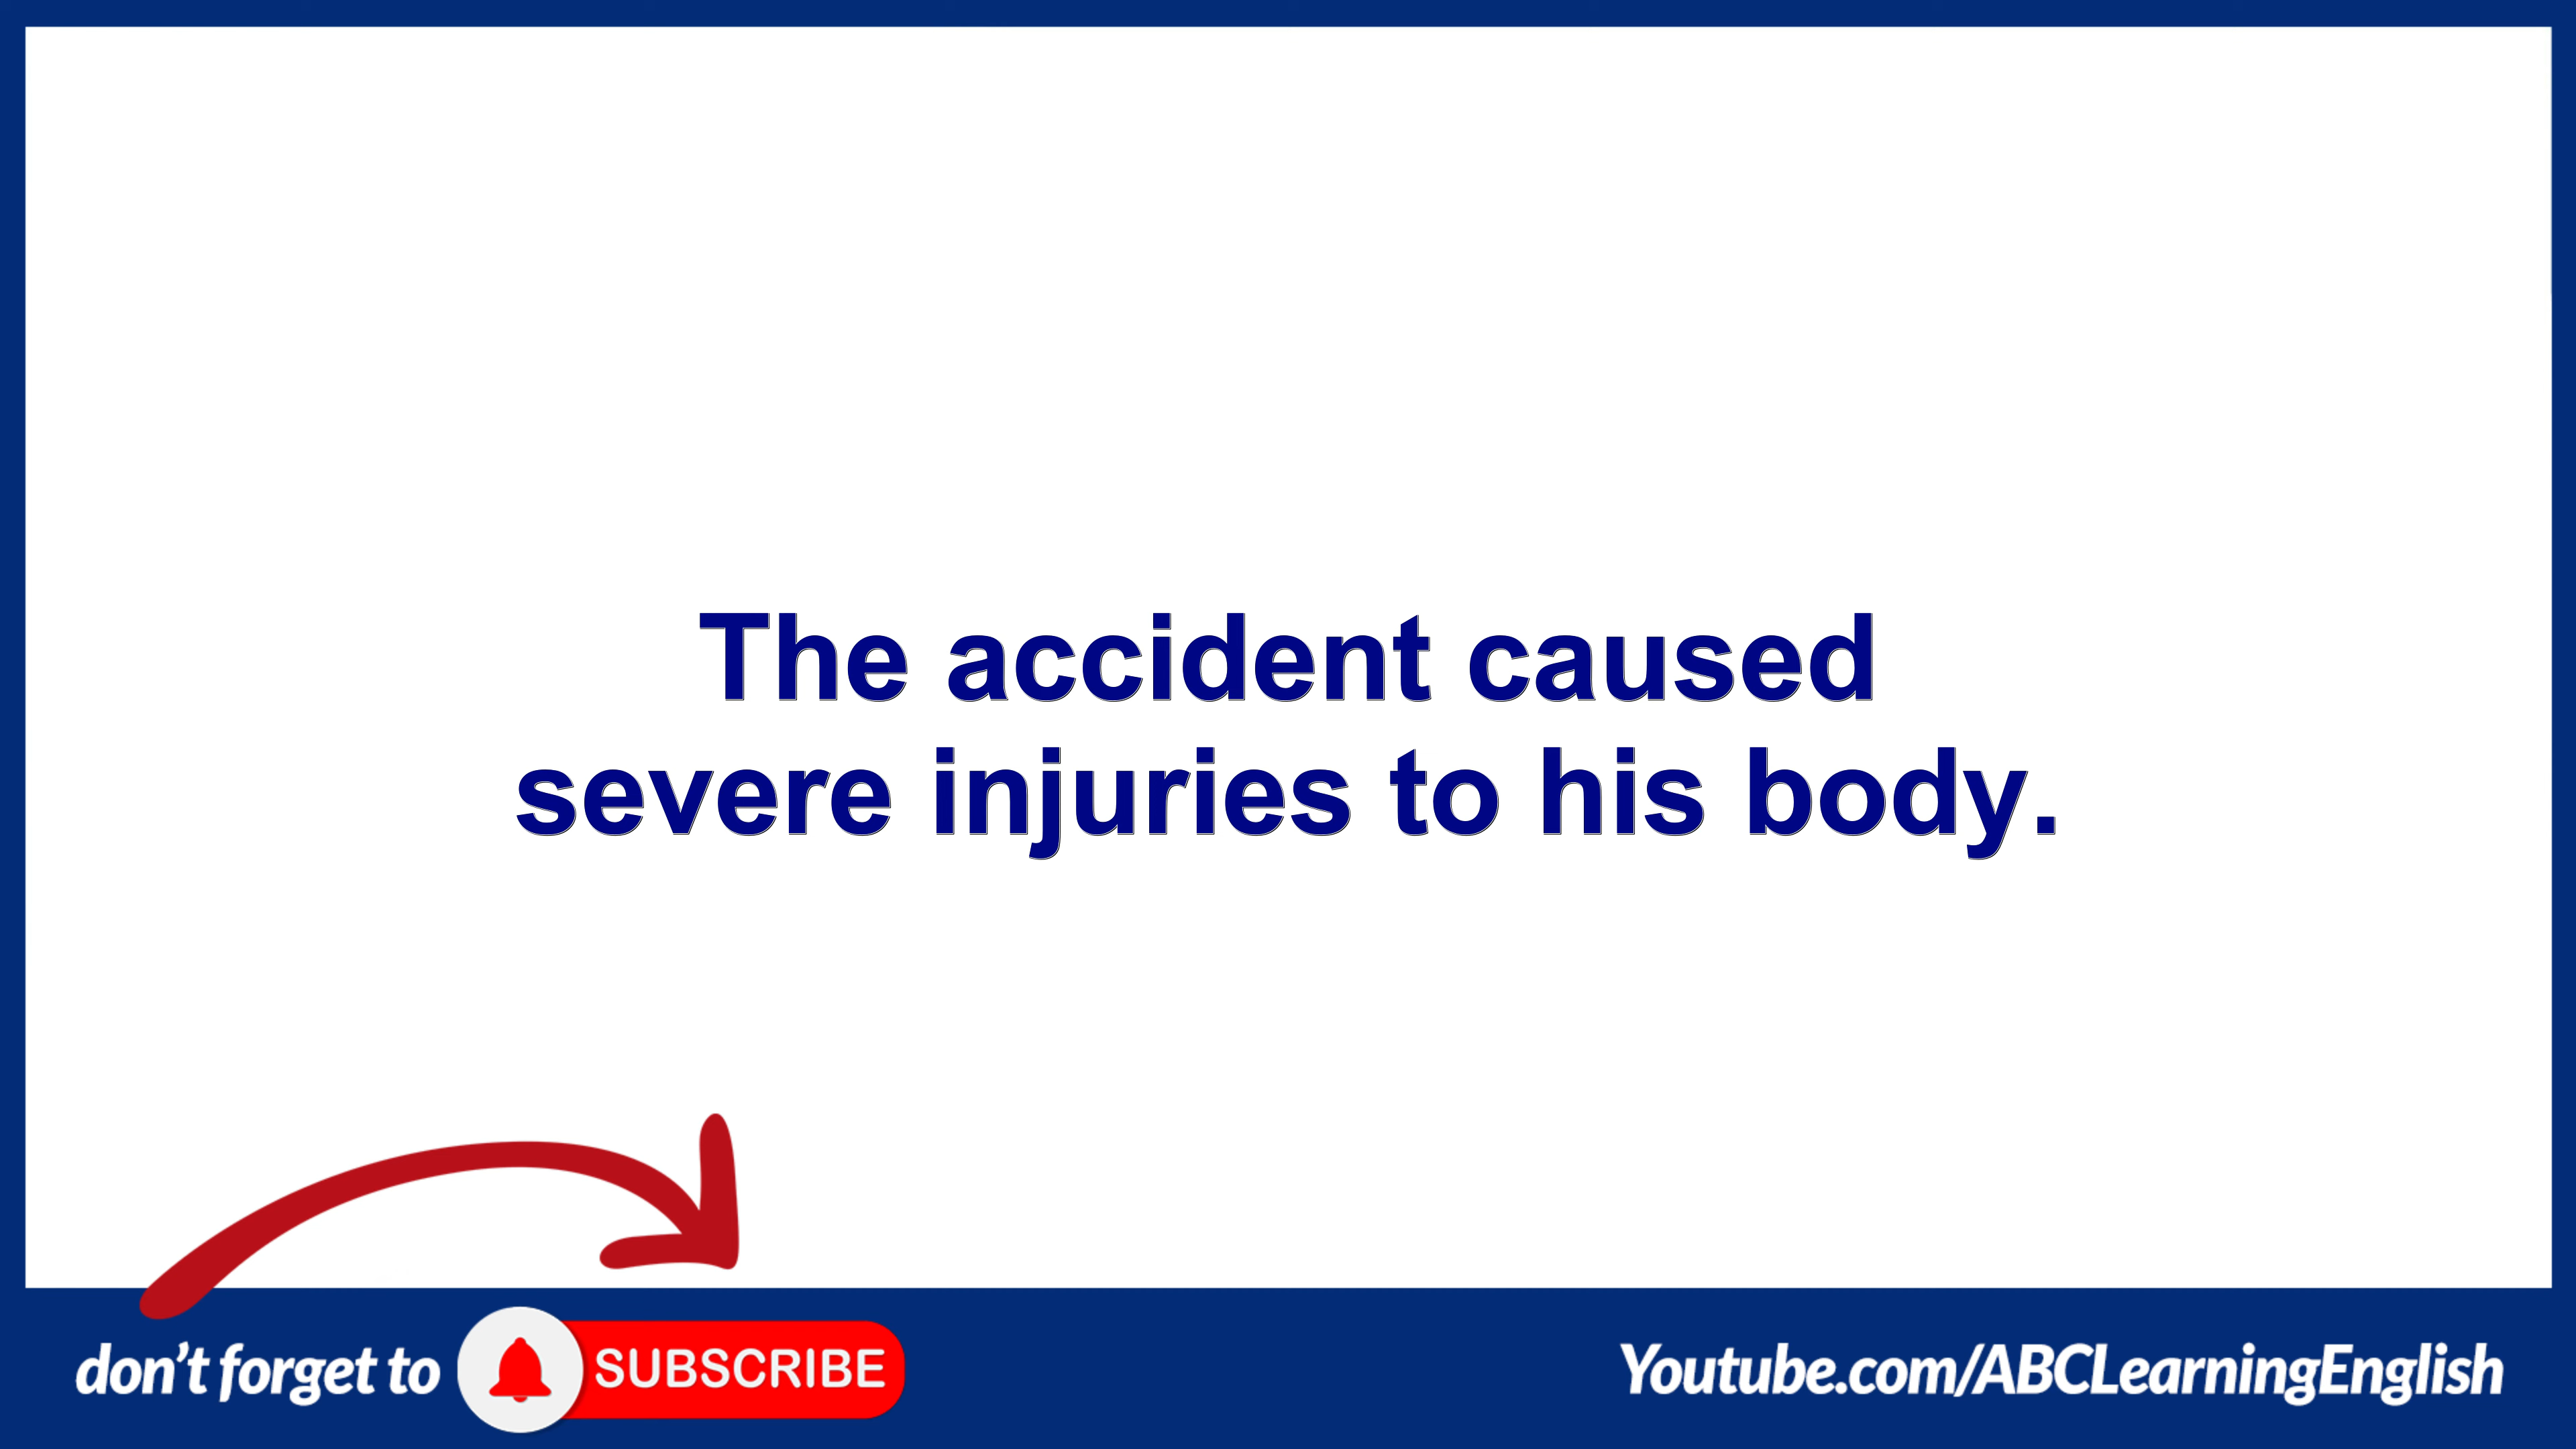 The accident caused
severe injuries to his body.
don't forget to SUBSCRIBE
Youtube.com/ABCLearningEnglish